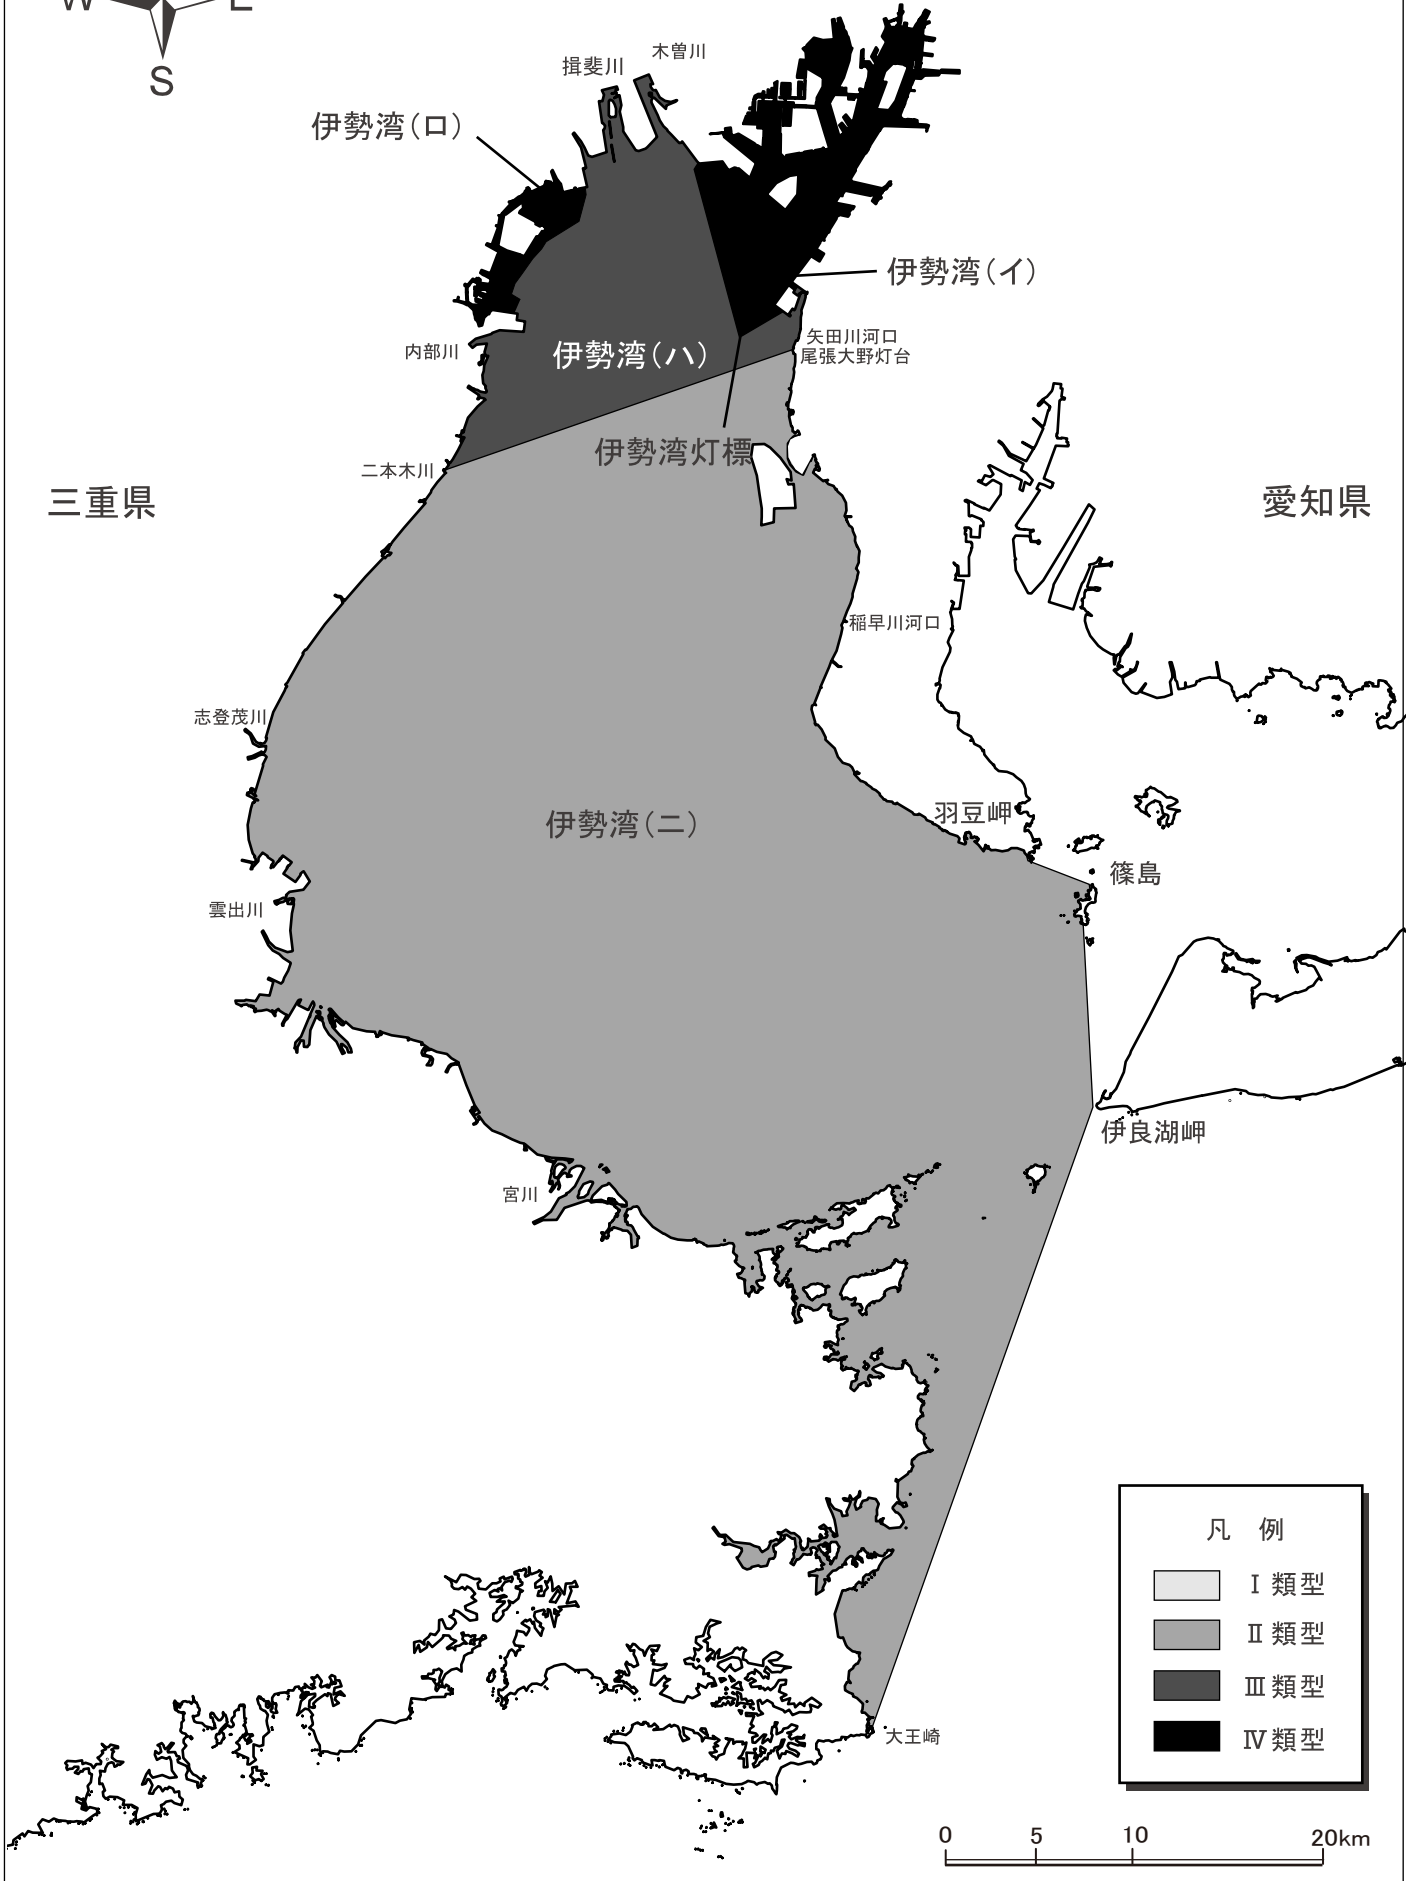 W
E
S
木曽川
揖斐川
伊勢湾(ロ)
伊勢湾(イ)
矢田川河口
尾張大野灯台
内部川
伊勢湾(ハ)
伊勢湾灯標
二本木川
三重県
愛知県
稲早川河口
志登茂川
羽豆岬
伊勢湾(ニ)
篠島
雲出川
伊良湖岬
宮川
大王崎
凡 例
Ⅰ類型
Ⅱ類型
Ⅲ類型
Ⅳ類型
0 5 10 20km